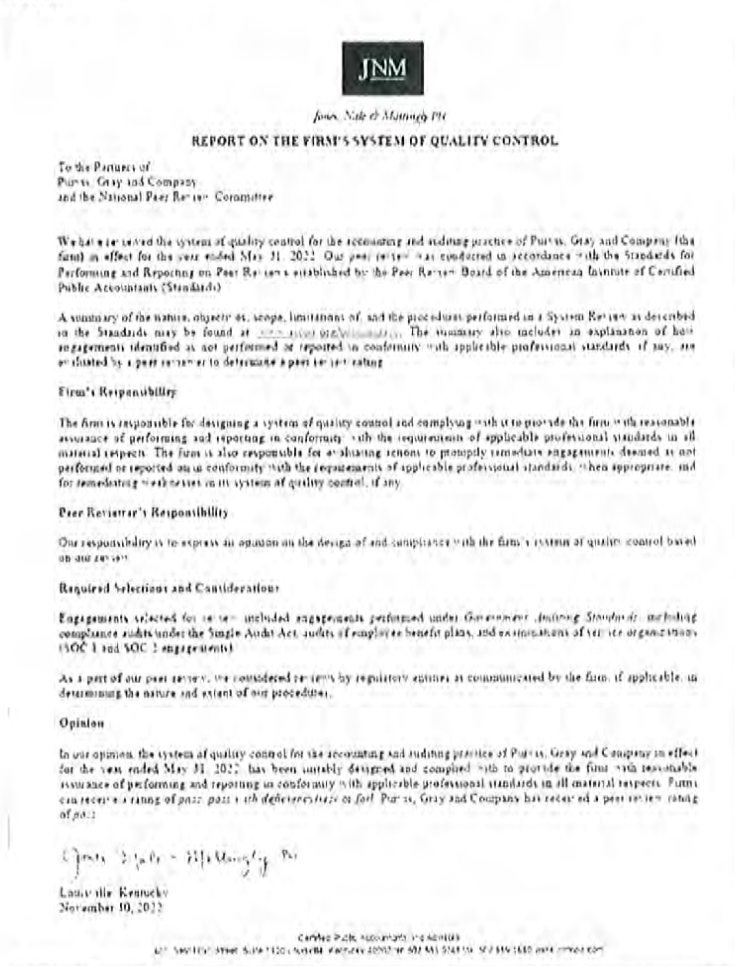 JNM
Jones, Nale & Mattingly PLC
REPORT ON THE FIRM'S SYSTEM OF QUALITY CONTROL
To the Partners of
Purvis, Gray and Company
and the National Peer Review Committee
We have reviewed the system of quality control for the accounting and auditing practice of Purvis, Gray and Company (the
firm) in effect for the year ended May 31, 2022. Our peer review was conducted in accordance with the Standards for
Performing and Reporting on Peer Reviews established by the Peer Review Board of the American Institute of Certified
Public Accountants (Standards)
A summary of the nature, objectives, scope, limitations of, and the procedures performed in a System Review as described
in the Standards may be found at The summary also includes an explanation of how
engagements identified as not performed or reported in conformity with applicable professional standards, if any, are
evaluated by a peer reviewer to determine a peer review rating
Firm's Responsibility
The firm is responsible for designing a system of quality control and complying with it to provide the firm with reasonable
assurance of performing and reporting in conformity with the requirements of applicable professional standards in all
material respects. The firm is also responsible for evaluating actions to promptly remediate engagements deemed as not
performed or reported on in conformity with the requirements of applicable professional standards, when appropriate, and
for remediating weaknesses in its system of quality control, if any
Peer Reviewer's Responsibility
Our responsibility is to express an opinion on the design of and compliance with the firm's system of quality control based
on our review
Required Selections and Considerations
Engagements selected for review included engagements performed under Government Auditing Standards, including
compliance audits under the Single Audit Act, audits of employee benefit plans, and examinations of service organizations
(SOC 1 and SOC 2 engagements)
As a part of our peer review, we considered reviews by regulatory entities as communicated by the firm, if applicable, in
determining the nature and extent of our procedures.
Opinion
In our opinion, the system of quality control for the accounting and auditing practice of Purvis, Gray and Company in effect
for the year ended May 31, 2022, has been suitably designed and complied with to provide the firm with reasonable
assurance of performing and reporting in conformity with applicable professional standards in all material respects. Firms
can receive a rating of pass, pass with deficiency(ies) or fail. Purvis, Gray and Company has received a peer review rating
of pass
Jones, Nale & Mattingly PLC
Louisville, Kentucky
November 10, 2022
Certified Public Accountants and Advisors